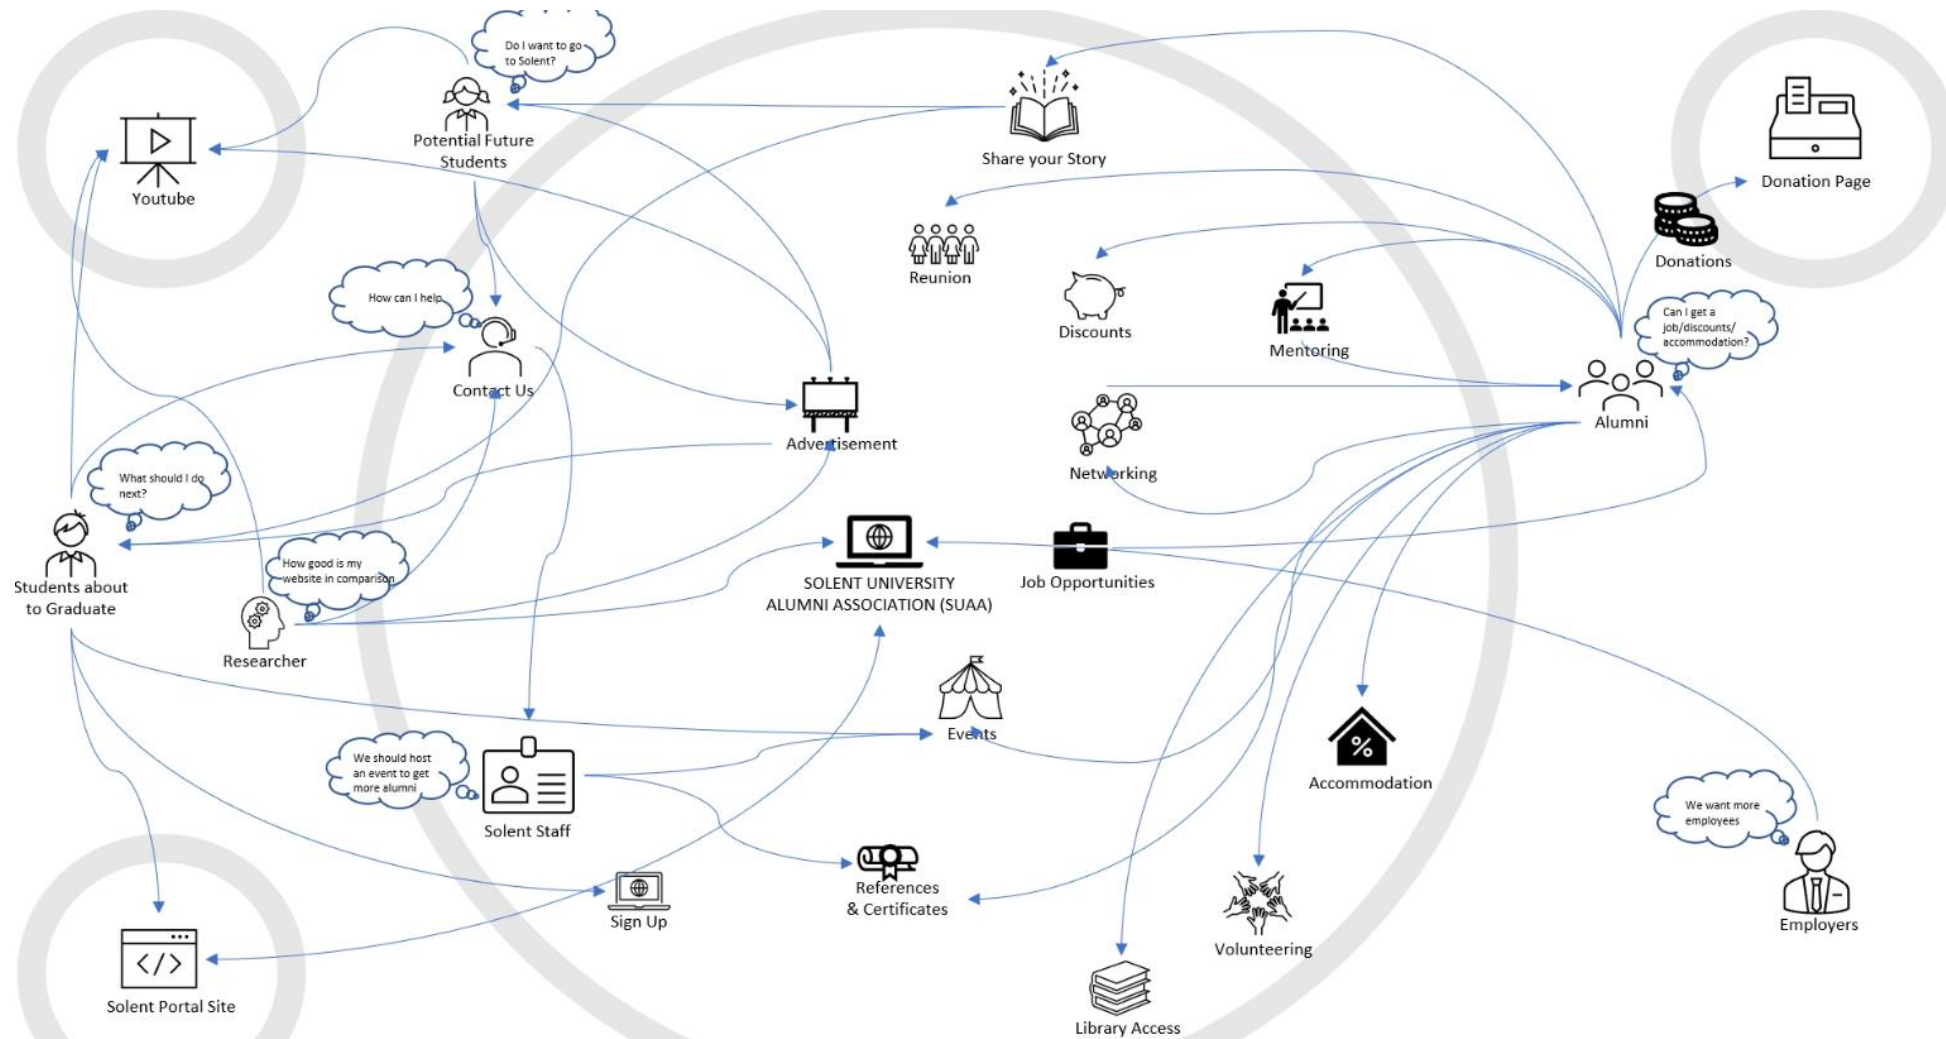 Do I want to go
to Solent?
Potential Future
Students
Youtube
Share your Story
Donation Page
Reunion
Donations
Discounts
Mentoring
Can I get a
job/discounts/
accommodation?
How can I help
Contact Us
Advertisement
Alumni
Networking
What should I do
next?
Students about
to Graduate
How good is my
website in comparison
Researcher
SOLENT UNIVERSITY
ALUMNI ASSOCIATION (SUAA)
Job Opportunities
Events
We should host
an event to get
more alumni
Solent Staff
Accommodation
We want more
employees
Employers
References
& Certificates
Sign Up
Volunteering
Solent Portal Site
Library Access